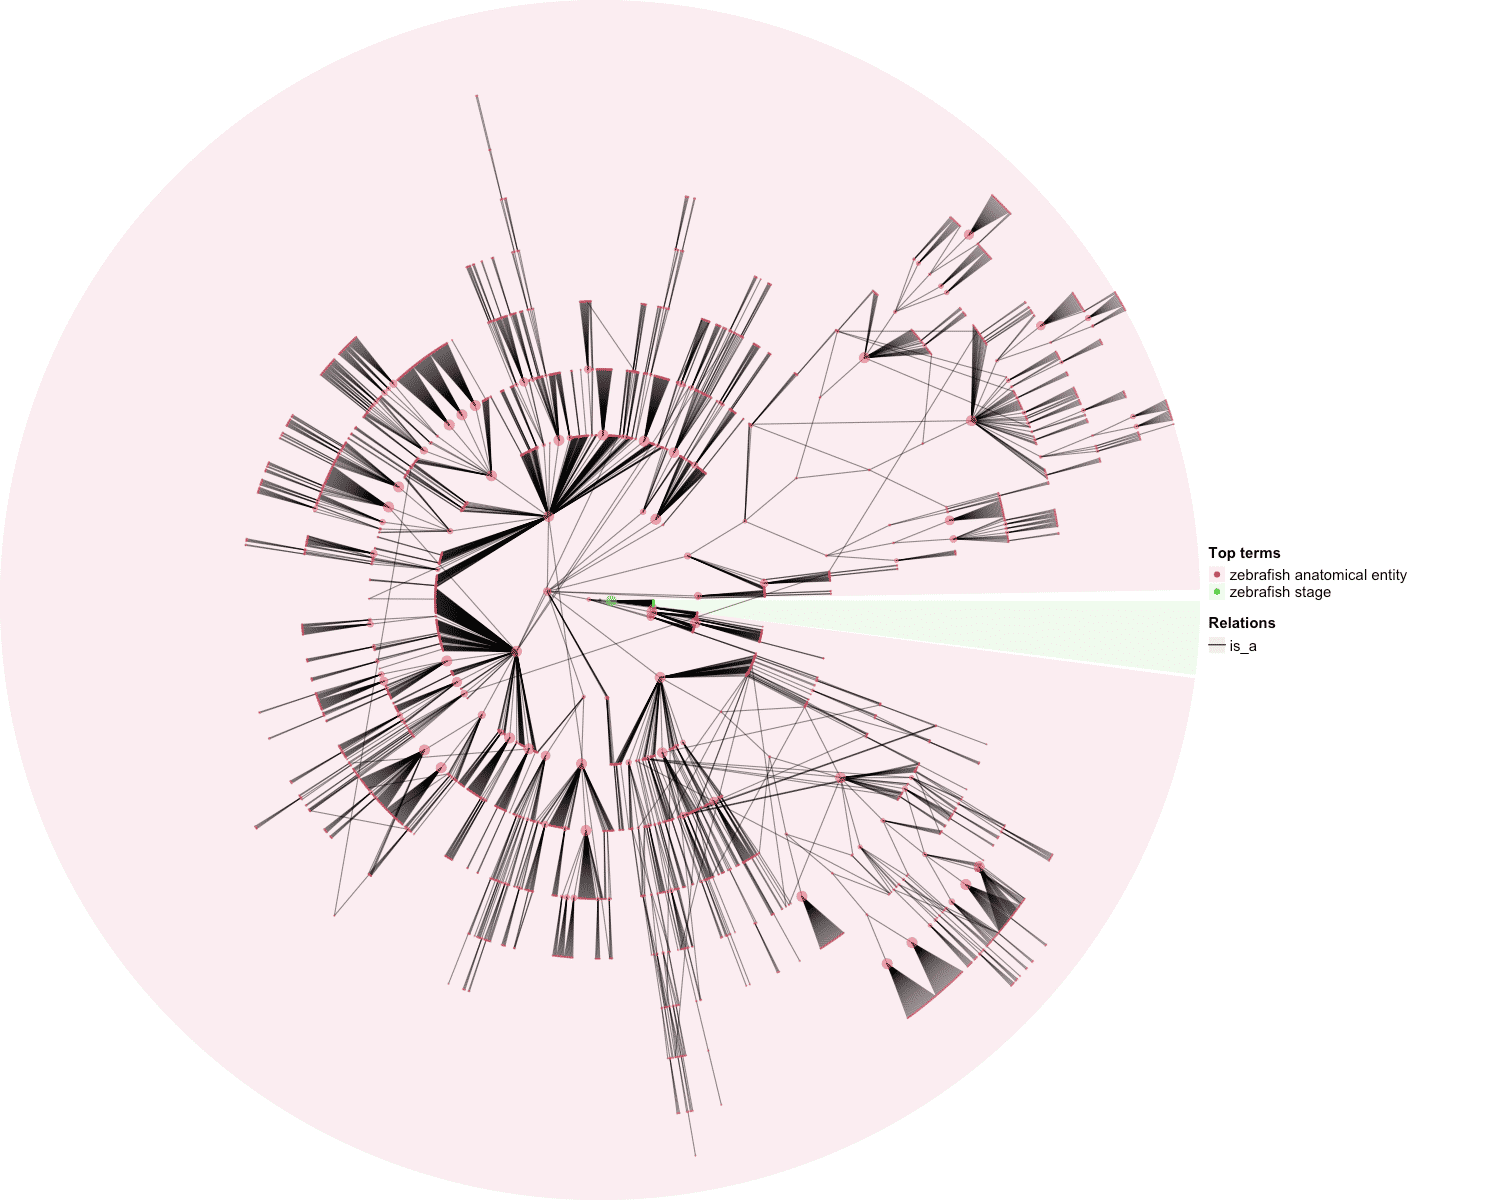 Top terms
zebrafish anatomical entity
zebrafish stage
Relations
is_a